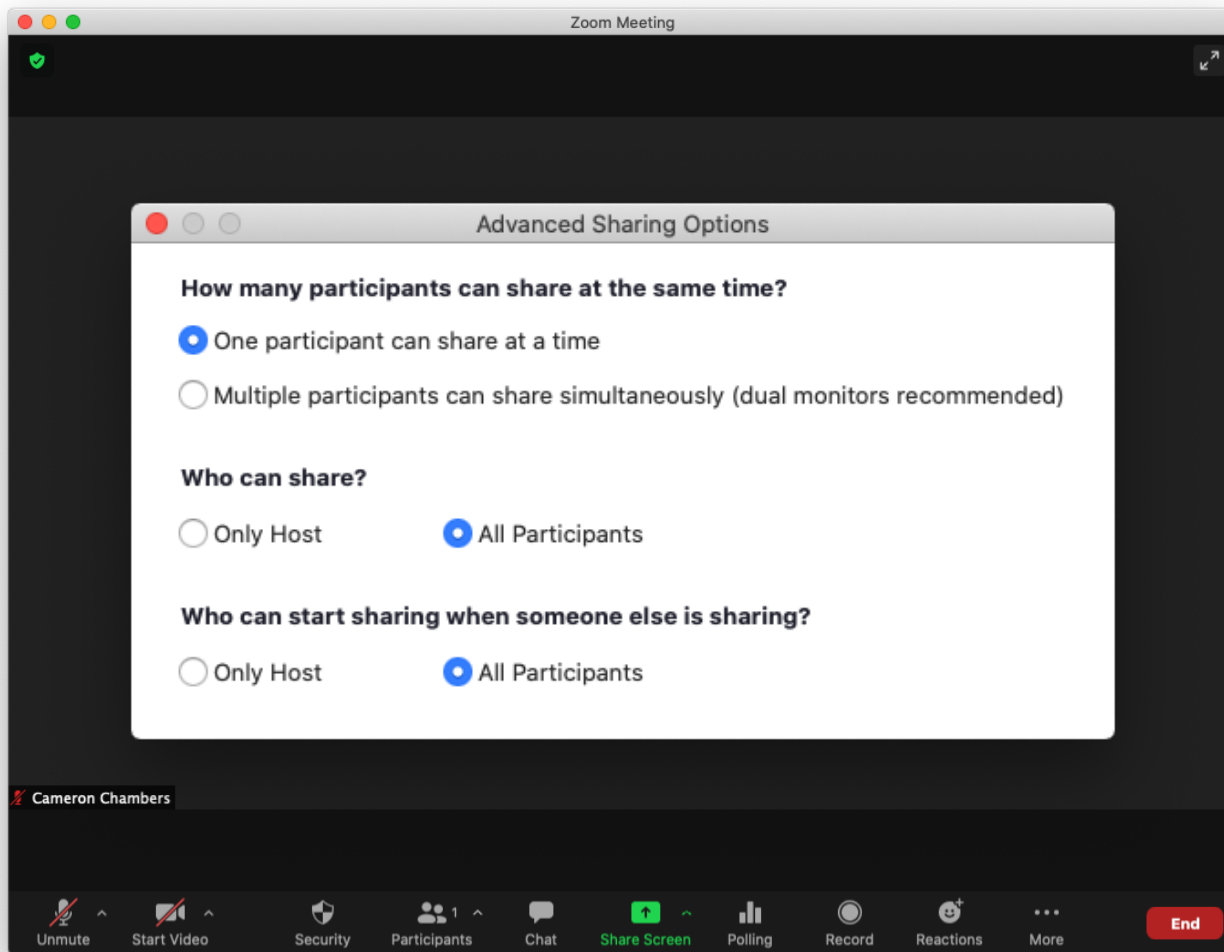 Zoom Meeting
Advanced Sharing Options
How many participants can share at the same time?
One participant can share at a time
Multiple participants can share simultaneously (dual monitors recommended)
Who can share?
Only Host All Participants
Who can start sharing when someone else is sharing?
Only Host All Participants
Cameron Chambers
1
Unmute Start Video Security Participants Chat Share Screen Polling Record Reactions More End